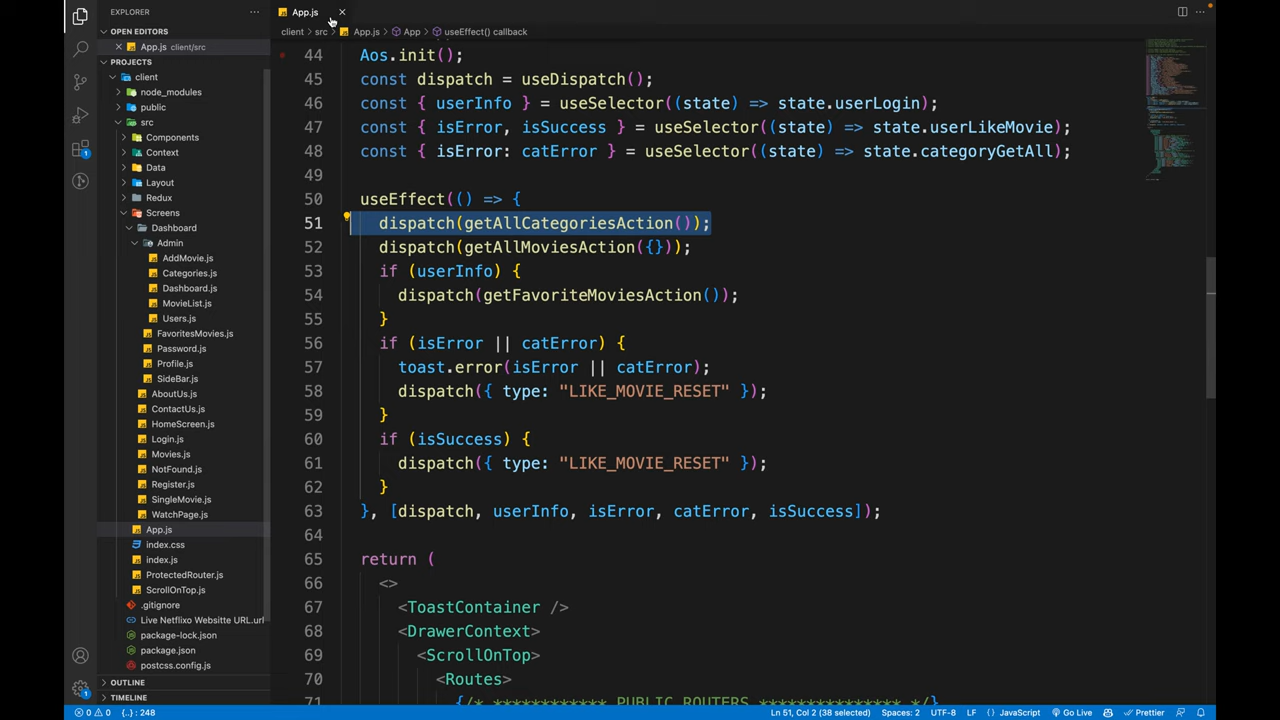 EXPLORER
OPEN EDITORS
App.js client/src
PROJECTS
client
node_modules
public
src
Components
Context
Data
Layout
Redux
Screens
Dashboard
Admin
AddMovie.js
Categories.js
Dashboard.js
MovieList.js
Users.js
FavoritesMovies.js
Password.js
Profile.js
SideBar.js
AboutUs.js
ContactUs.js
HomeScreen.js
Login.js
Movies.js
NotFound.js
Register.js
SingleMovie.js
WatchPage.js
App.js
index.css
index.js
ProtectedRouter.js
ScrollOnTop.js
.gitignore
Live Netflixo Websitte URL.url
package-lock.json
package.json
postcss.config.js
OUTLINE
TIMELINE
App.js
client > src > App.js > App > useEffect() callback
44 Aos.init();
45 const dispatch = useDispatch();
46 const { userInfo } = useSelector((state) => state.userLogin);
47 const { isError, isSuccess } = useSelector((state) => state.userLikeMovie);
48 const { isError: catError } = useSelector((state) => state.categoryGetAll);
49
50 useEffect(() => {
51 dispatch(getAllCategoriesAction());
52 dispatch(getAllMoviesAction({}));
53 if (userInfo) {
54 dispatch(getFavoriteMoviesAction());
55 }
56 if (isError || catError) {
57 toast.error(isError || catError);
58 dispatch({ type: "LIKE_MOVIE_RESET" });
59 }
60 if (isSuccess) {
61 dispatch({ type: "LIKE_MOVIE_RESET" });
62 }
63 }, [dispatch, userInfo, isError, catError, isSuccess]);
64
65 return (
66 <>
67 <ToastContainer />
68 <DrawerContext>
69 <ScrollOnTop>
70 <Routes>
71 {/* ************ PUBLIC ROUTERS *************** */}
1
1
0 0 {..} : 248
Ln 51, Col 2 (38 selected) Spaces: 2 UTF-8 LF {} JavaScript Go Live Prettier